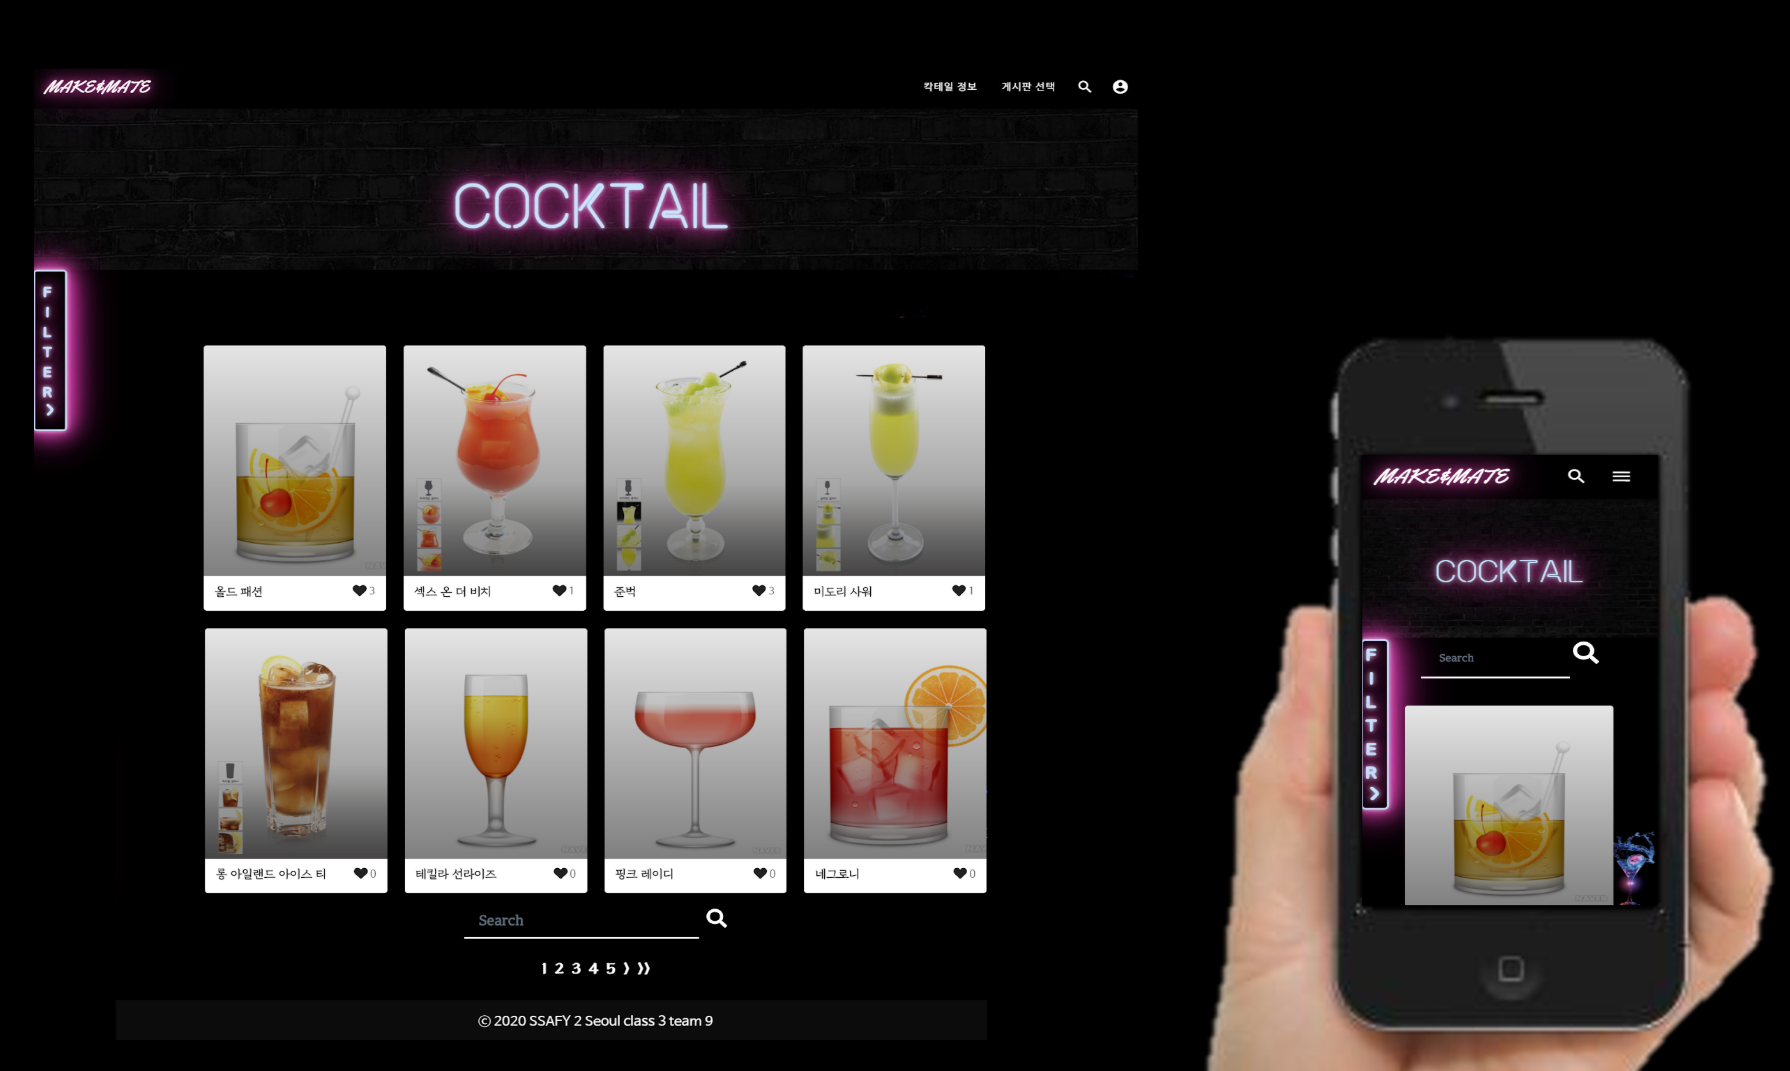 MAKE&MATE
칵테일 정보
게시판 선택
COCKTAIL
FILTER
올드 패션
3
섹스 온 더 비치
1
준벅
3
미도리 사워
1
롱 아일랜드 아이스 티
0
테킬라 선라이즈
0
핑크 레이디
0
네그로니
0
Search
1 2 3 4 5 》 》》
© 2020 SSAFY 2 Seoul class 3 team 9
MAKE&MATE
COCKTAIL
Search
FILTER
NAVER